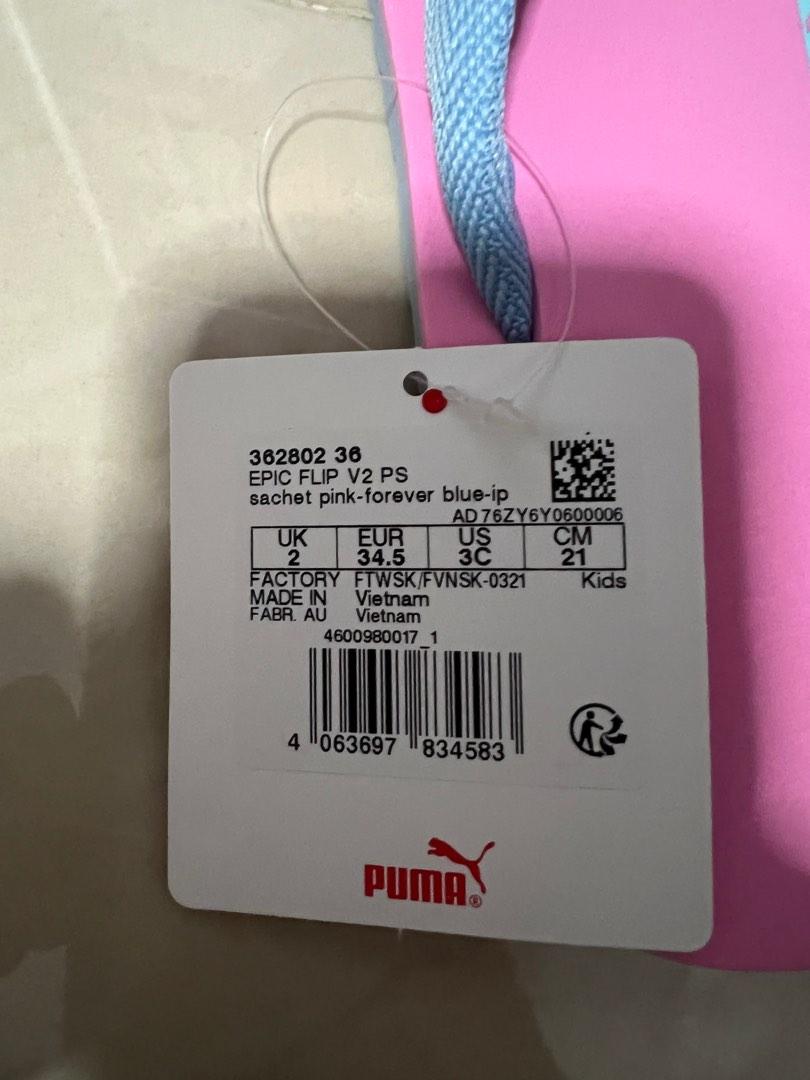 362802 36
EPIC FLIP V2 PS
sachet pink-forever blue-ip
AD76ZY6Y0600006
UK EUR US CM
2 34.5 3C 21
FACTORY FTWSK/FVNSK-0321 Kids
MADE IN Vietnam
FABR. AU Vietnam
4600980017_1
4 063697 834583
PUMA®